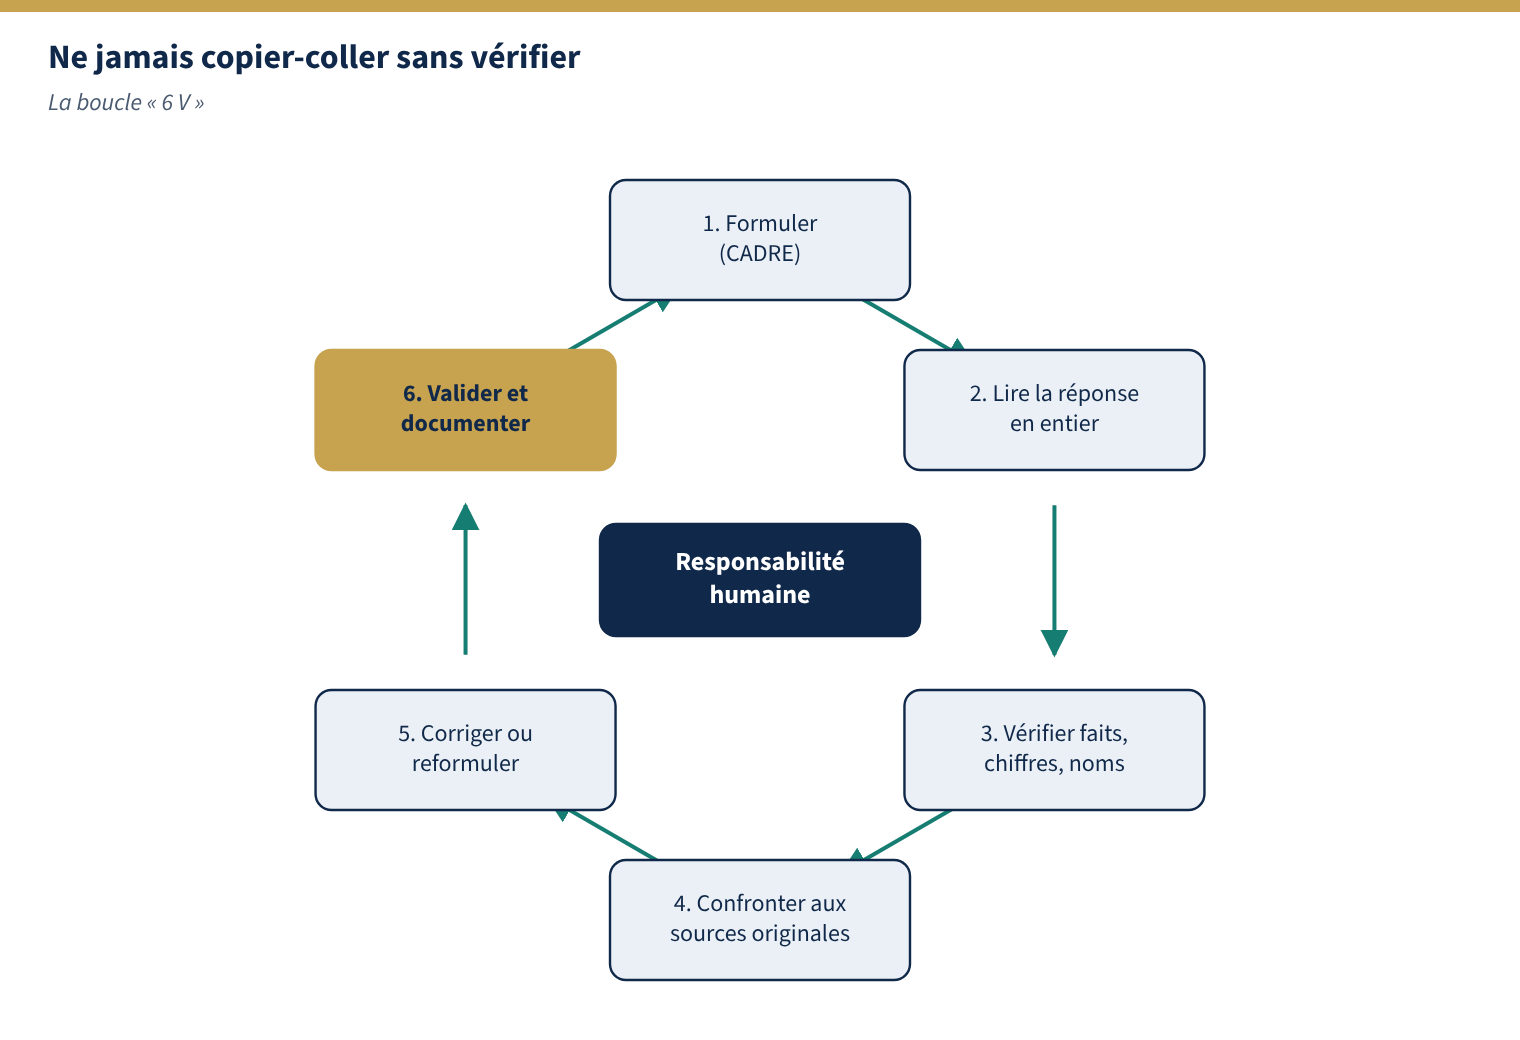 Ne jamais copier-coller sans vérifier
La boucle « 6 V »
1. Formuler
(CADRE)
2. Lire la réponse
en entier
3. Vérifier faits,
chiffres, noms
4. Confronter aux
sources originales
5. Corriger ou
reformuler
6. Valider et
documenter
Responsabilité
humaine